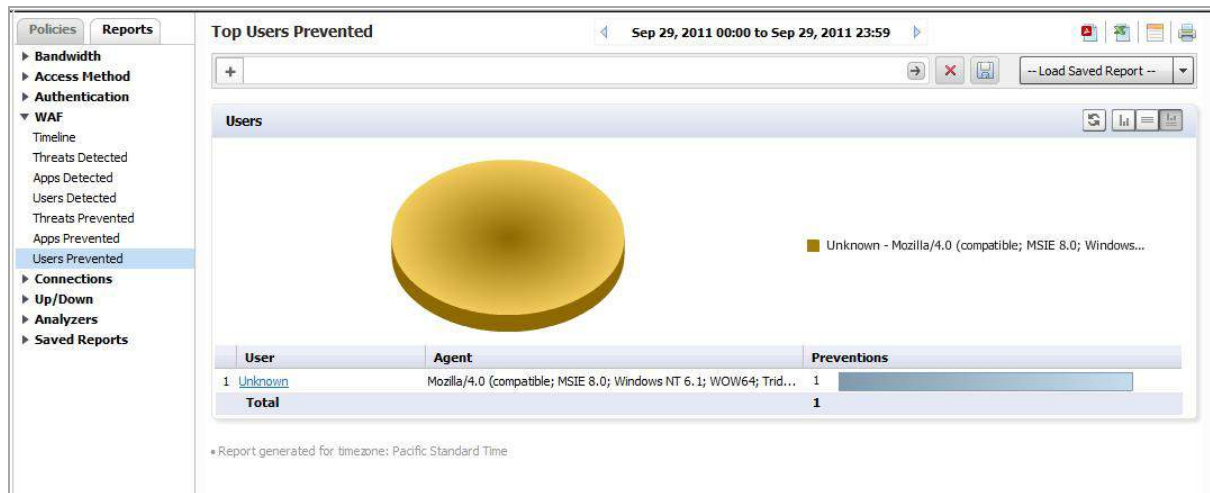 Policies Reports
Bandwidth
Access Method
Authentication
WAF
Timeline
Threats Detected
Apps Detected
Users Detected
Threats Prevented
Apps Prevented
Users Prevented
Connections
Up/Down
Analyzers
Saved Reports
Top Users Prevented
Sep 29, 2011 00:00 to Sep 29, 2011 23:59
-- Load Saved Report --
Users
Unknown - Mozilla/4.0 (compatible; MSIE 8.0; Windows...
User Agent Preventions
1 Unknown Mozilla/4.0 (compatible; MSIE 8.0; Windows NT 6.1; WOW64; Trid... 1
Total 1
Report generated for timezone: Pacific Standard Time